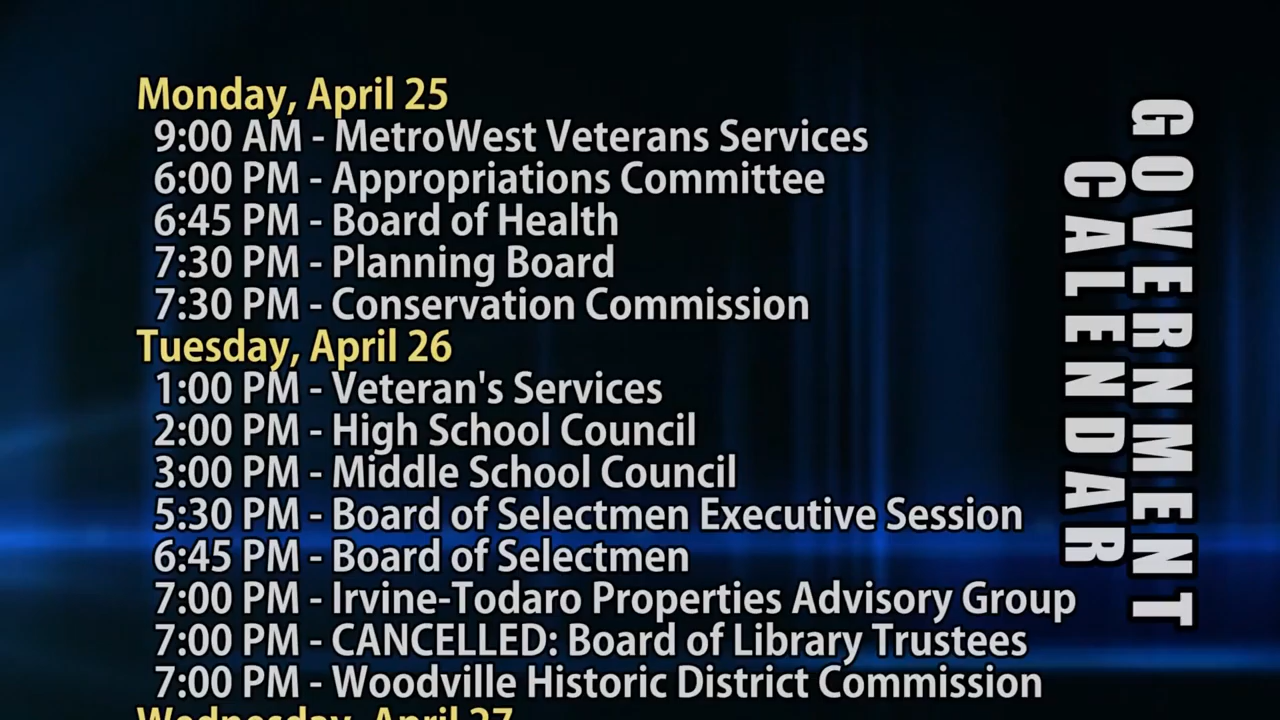 Monday, April 25
9:00 AM - MetroWest Veterans Services
6:00 PM - Appropriations Committee
6:45 PM - Board of Health
7:30 PM - Planning Board
7:30 PM - Conservation Commission
Tuesday, April 26
1:00 PM - Veteran's Services
2:00 PM - High School Council
3:00 PM - Middle School Council
5:30 PM - Board of Selectmen Executive Session
6:45 PM - Board of Selectmen
7:00 PM - Irvine-Todaro Properties Advisory Group
7:00 PM - CANCELLED: Board of Library Trustees
7:00 PM - Woodville Historic District Commission
Wednesday, April 27
GOVERNMENT
CALENDAR